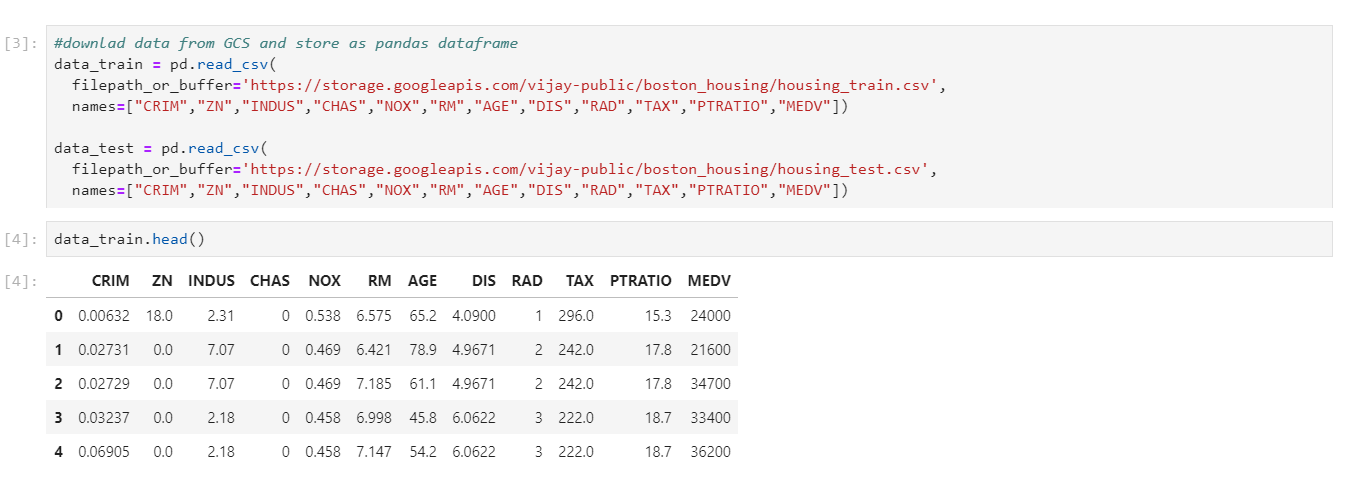 [3]: #downlad data from GCS and store as pandas dataframe
data_train = pd.read_csv(
filepath_or_buffer='https://storage.googleapis.com/vijay-public/boston_housing/housing_train.csv',
names=["CRIM","ZN","INDUS","CHAS","NOX","RM","AGE","DIS","RAD","TAX","PTRATIO","MEDV"])
data_test = pd.read_csv(
filepath_or_buffer='https://storage.googleapis.com/vijay-public/boston_housing/housing_test.csv',
names=["CRIM","ZN","INDUS","CHAS","NOX","RM","AGE","DIS","RAD","TAX","PTRATIO","MEDV"])
[4]: data_train.head()
[4]: CRIM ZN INDUS CHAS NOX RM AGE DIS RAD TAX PTRATIO MEDV
0 0.00632 18.0 2.31 0 0.538 6.575 65.2 4.0900 1 296.0 15.3 24000
1 0.02731 0.0 7.07 0 0.469 6.421 78.9 4.9671 2 242.0 17.8 21600
2 0.02729 0.0 7.07 0 0.469 7.185 61.1 4.9671 2 242.0 17.8 34700
3 0.03237 0.0 2.18 0 0.458 6.998 45.8 6.0622 3 222.0 18.7 33400
4 0.06905 0.0 2.18 0 0.458 7.147 54.2 6.0622 3 222.0 18.7 36200